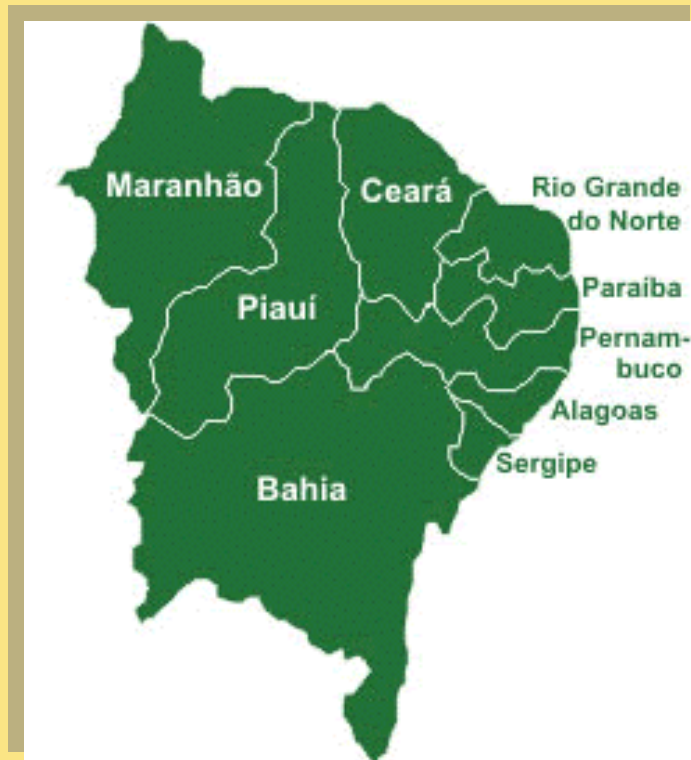 Maranhão
Ceará
Rio Grande
do Norte
Piauí
Paraíba
Pernam-
buco
Alagoas
Sergipe
Bahia